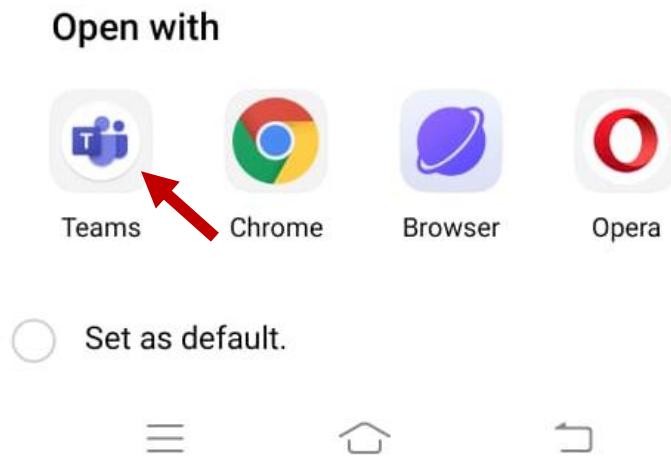 Open with
T
Teams Chrome Browser Opera
Set as default.